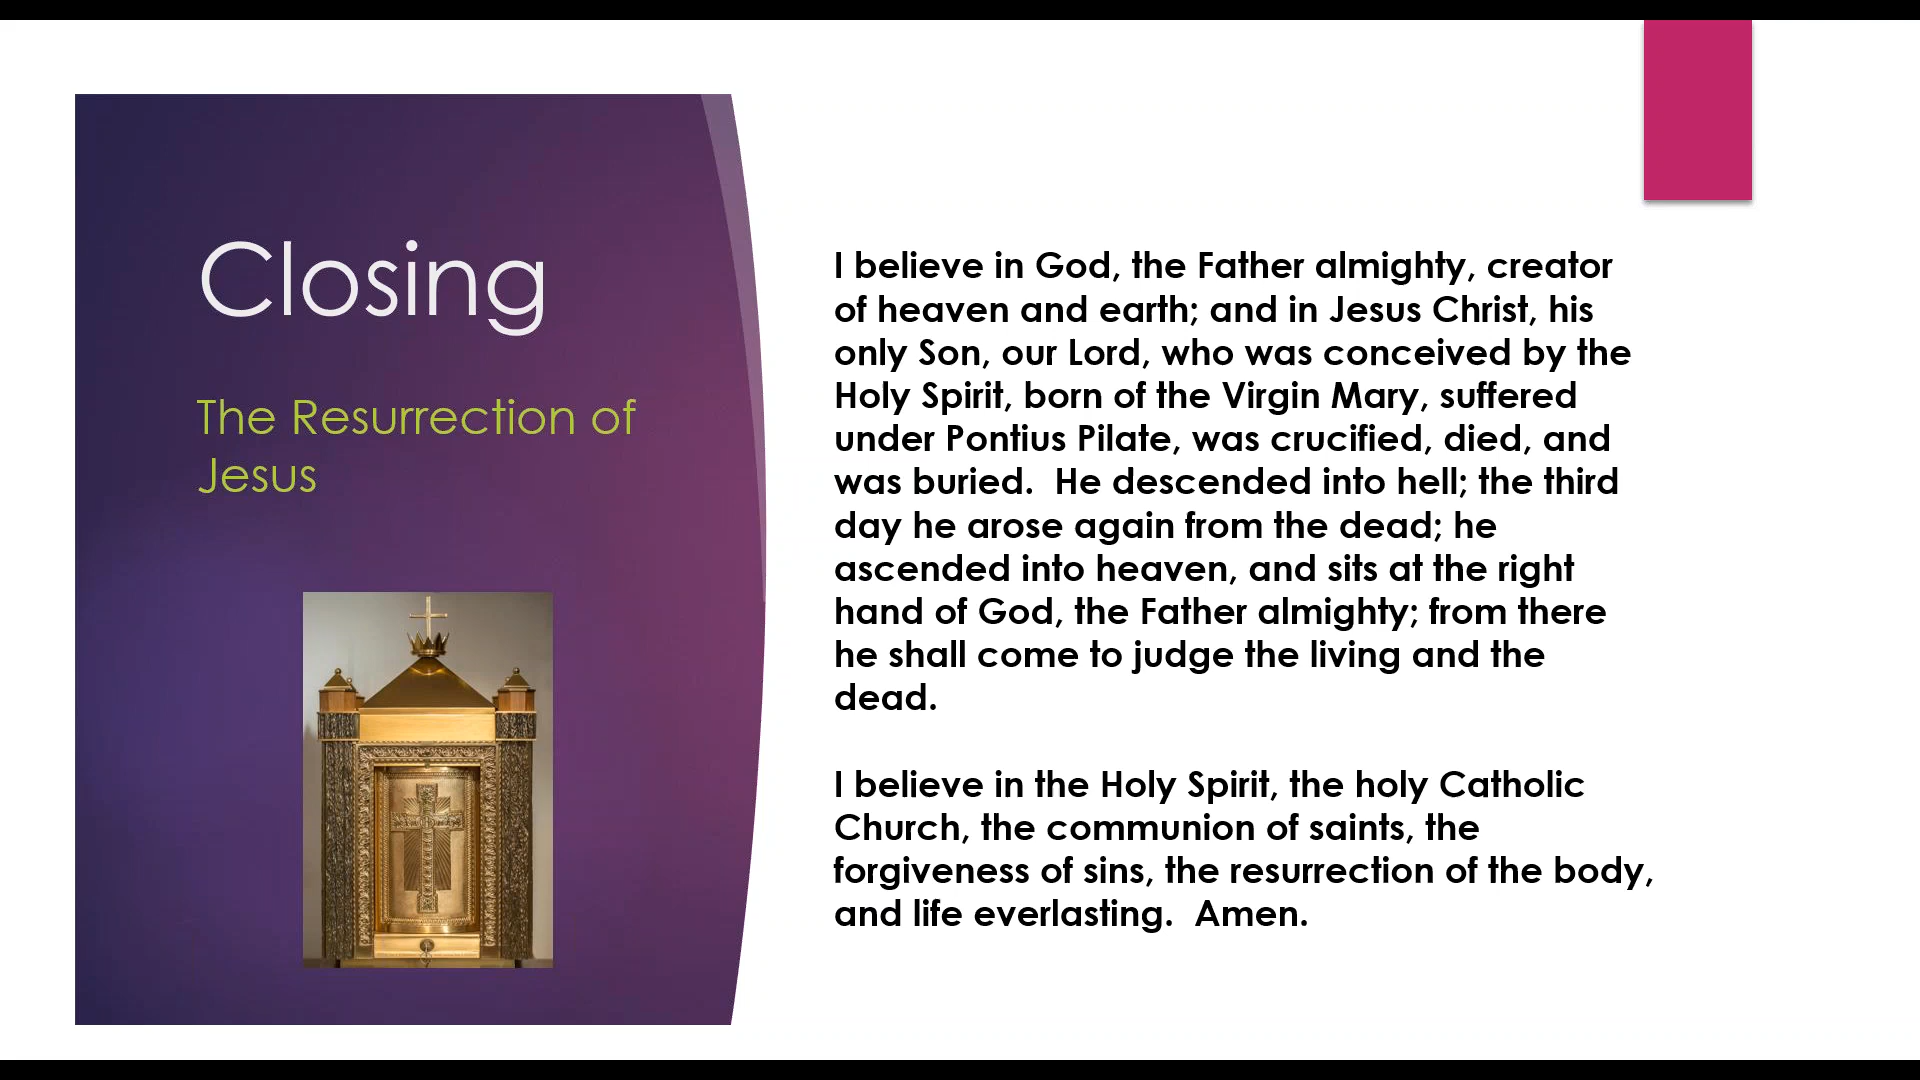 Closing
The Resurrection of
Jesus
I believe in God, the Father almighty, creator
of heaven and earth; and in Jesus Christ, his
only Son, our Lord, who was conceived by the
Holy Spirit, born of the Virgin Mary, suffered
under Pontius Pilate, was crucified, died, and
was buried.  He descended into hell; the third
day he arose again from the dead; he
ascended into heaven, and sits at the right
hand of God, the Father almighty; from there
he shall come to judge the living and the
dead.
I believe in the Holy Spirit, the holy Catholic
Church, the communion of saints, the
forgiveness of sins, the resurrection of the body,
and life everlasting.  Amen.